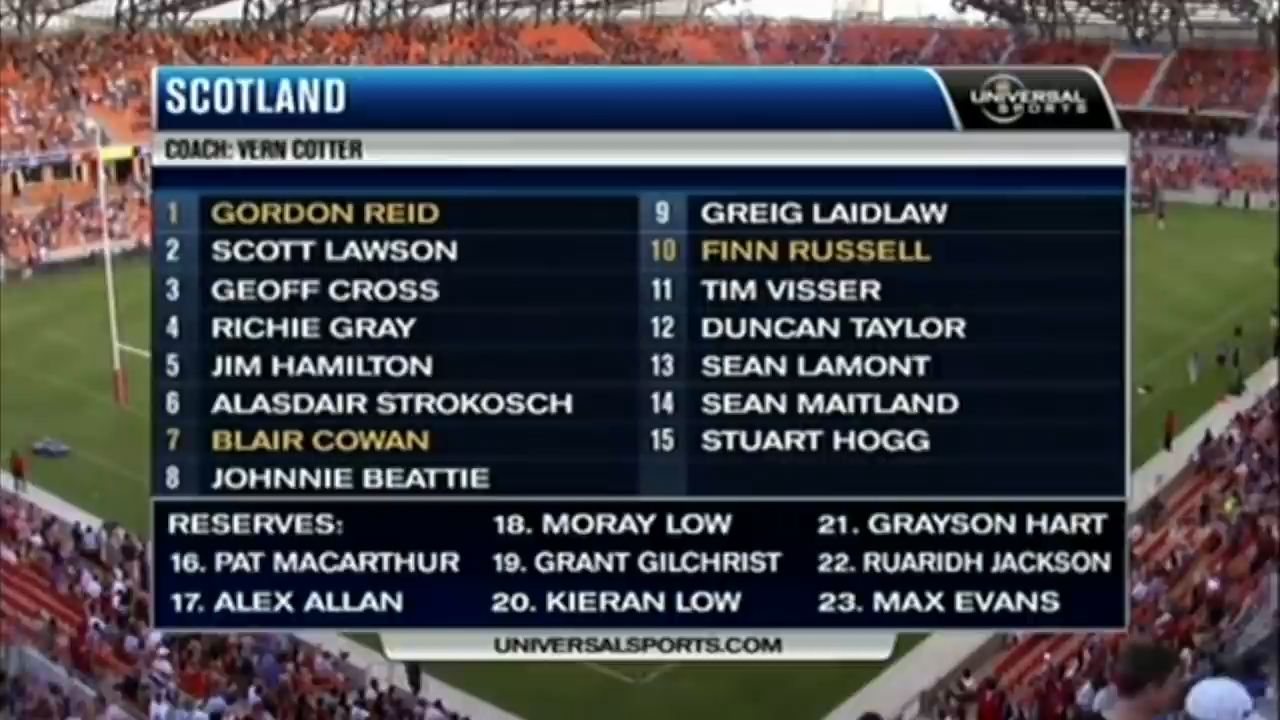 SCOTLAND
UNIVERSAL
SPORTS
COACH: VERN COTTER
1 GORDON REID
2 SCOTT LAWSON
3 GEOFF CROSS
4 RICHIE GRAY
5 JIM HAMILTON
6 ALASDAIR STROKOSCH
7 BLAIR COWAN
8 JOHNNIE BEATTIE
9 GREIG LAIDLAW
10 FINN RUSSELL
11 TIM VISSER
12 DUNCAN TAYLOR
13 SEAN LAMONT
14 SEAN MAITLAND
15 STUART HOGG
RESERVES:
16. PAT MACARTHUR
17. ALEX ALLAN
18. MORAY LOW
19. GRANT GILCHRIST
20. KIERAN LOW
21. GRAYSON HART
22. RUARIDH JACKSON
23. MAX EVANS
UNIVERSALSPORTS.COM